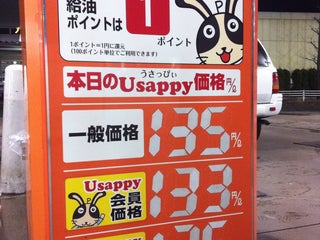 給油
ポイントは
1
ポイント
1ポイント=1円に還元
(100ポイント単位でご利用できます)
うさっぴぃ
本日のUsappy価格 円/ℓ
一般価格 135 円/ℓ
Usappy
会員
価格
133 円/ℓ
Usappy